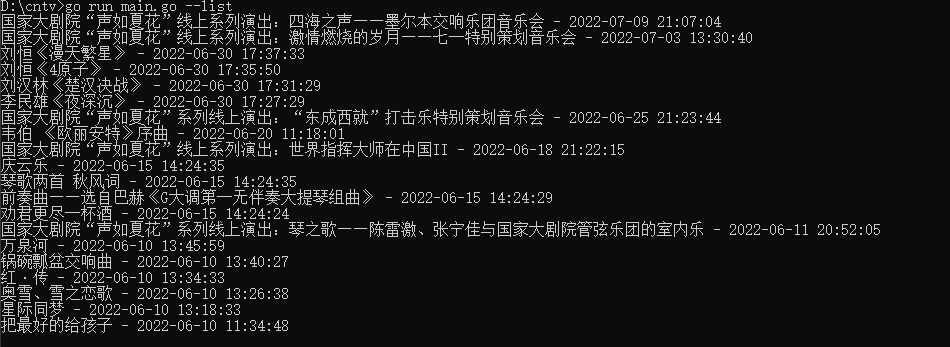 D:\cntv>go run main.go --list
国家大剧院“声如夏花”线上系列演出：四海之声——墨尔本交响乐团音乐会 - 2022-07-09 21:07:04
国家大剧院“声如夏花”线上系列演出：激情燃烧的岁月——七一特别策划音乐会 - 2022-07-03 13:30:40
刘恒《漫天繁星》 - 2022-06-30 17:37:33
刘恒《4原子》 - 2022-06-30 17:35:50
刘汉林《楚汉决战》 - 2022-06-30 17:31:29
李民雄《夜深沉》 - 2022-06-30 17:27:29
国家大剧院“声如夏花”系列线上演出：“东成西就”打击乐特别策划音乐会 - 2022-06-25 21:23:44
韦伯 《欧丽安特》序曲 - 2022-06-20 11:18:01
国家大剧院“声如夏花”线上系列演出：世界指挥大师在中国II - 2022-06-18 21:22:15
庆云乐 - 2022-06-15 14:24:35
琴歌两首 秋风词 - 2022-06-15 14:24:35
前奏曲——选自巴赫《G大调第一无伴奏大提琴组曲》 - 2022-06-15 14:24:29
劝君更尽一杯酒 - 2022-06-15 14:24:24
国家大剧院“声如夏花”系列线上演出：琴之歌——陈雷激、张宁佳与国家大剧院管弦乐团的室内乐 - 2022-06-11 20:52:05
万泉河 - 2022-06-10 13:45:59
锅碗瓢盆交响曲 - 2022-06-10 13:40:27
红·传 - 2022-06-10 13:34:33
奥雪、雪之恋歌 - 2022-06-10 13:26:38
星际同梦 - 2022-06-10 13:18:33
把最好的给孩子 - 2022-06-10 11:34:48